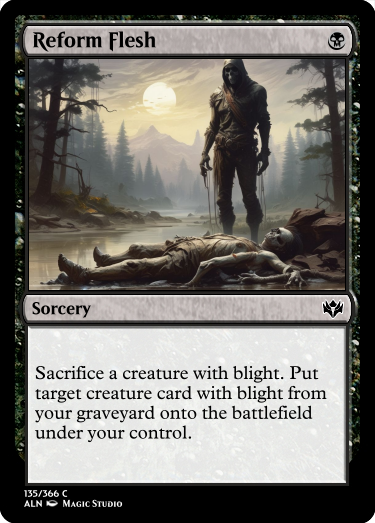 Reform Flesh
Sorcery
Sacrifice a creature with blight. Put
target creature card with blight from
your graveyard onto the battlefield
under your control.
135/366 C
ALN Magic Studio